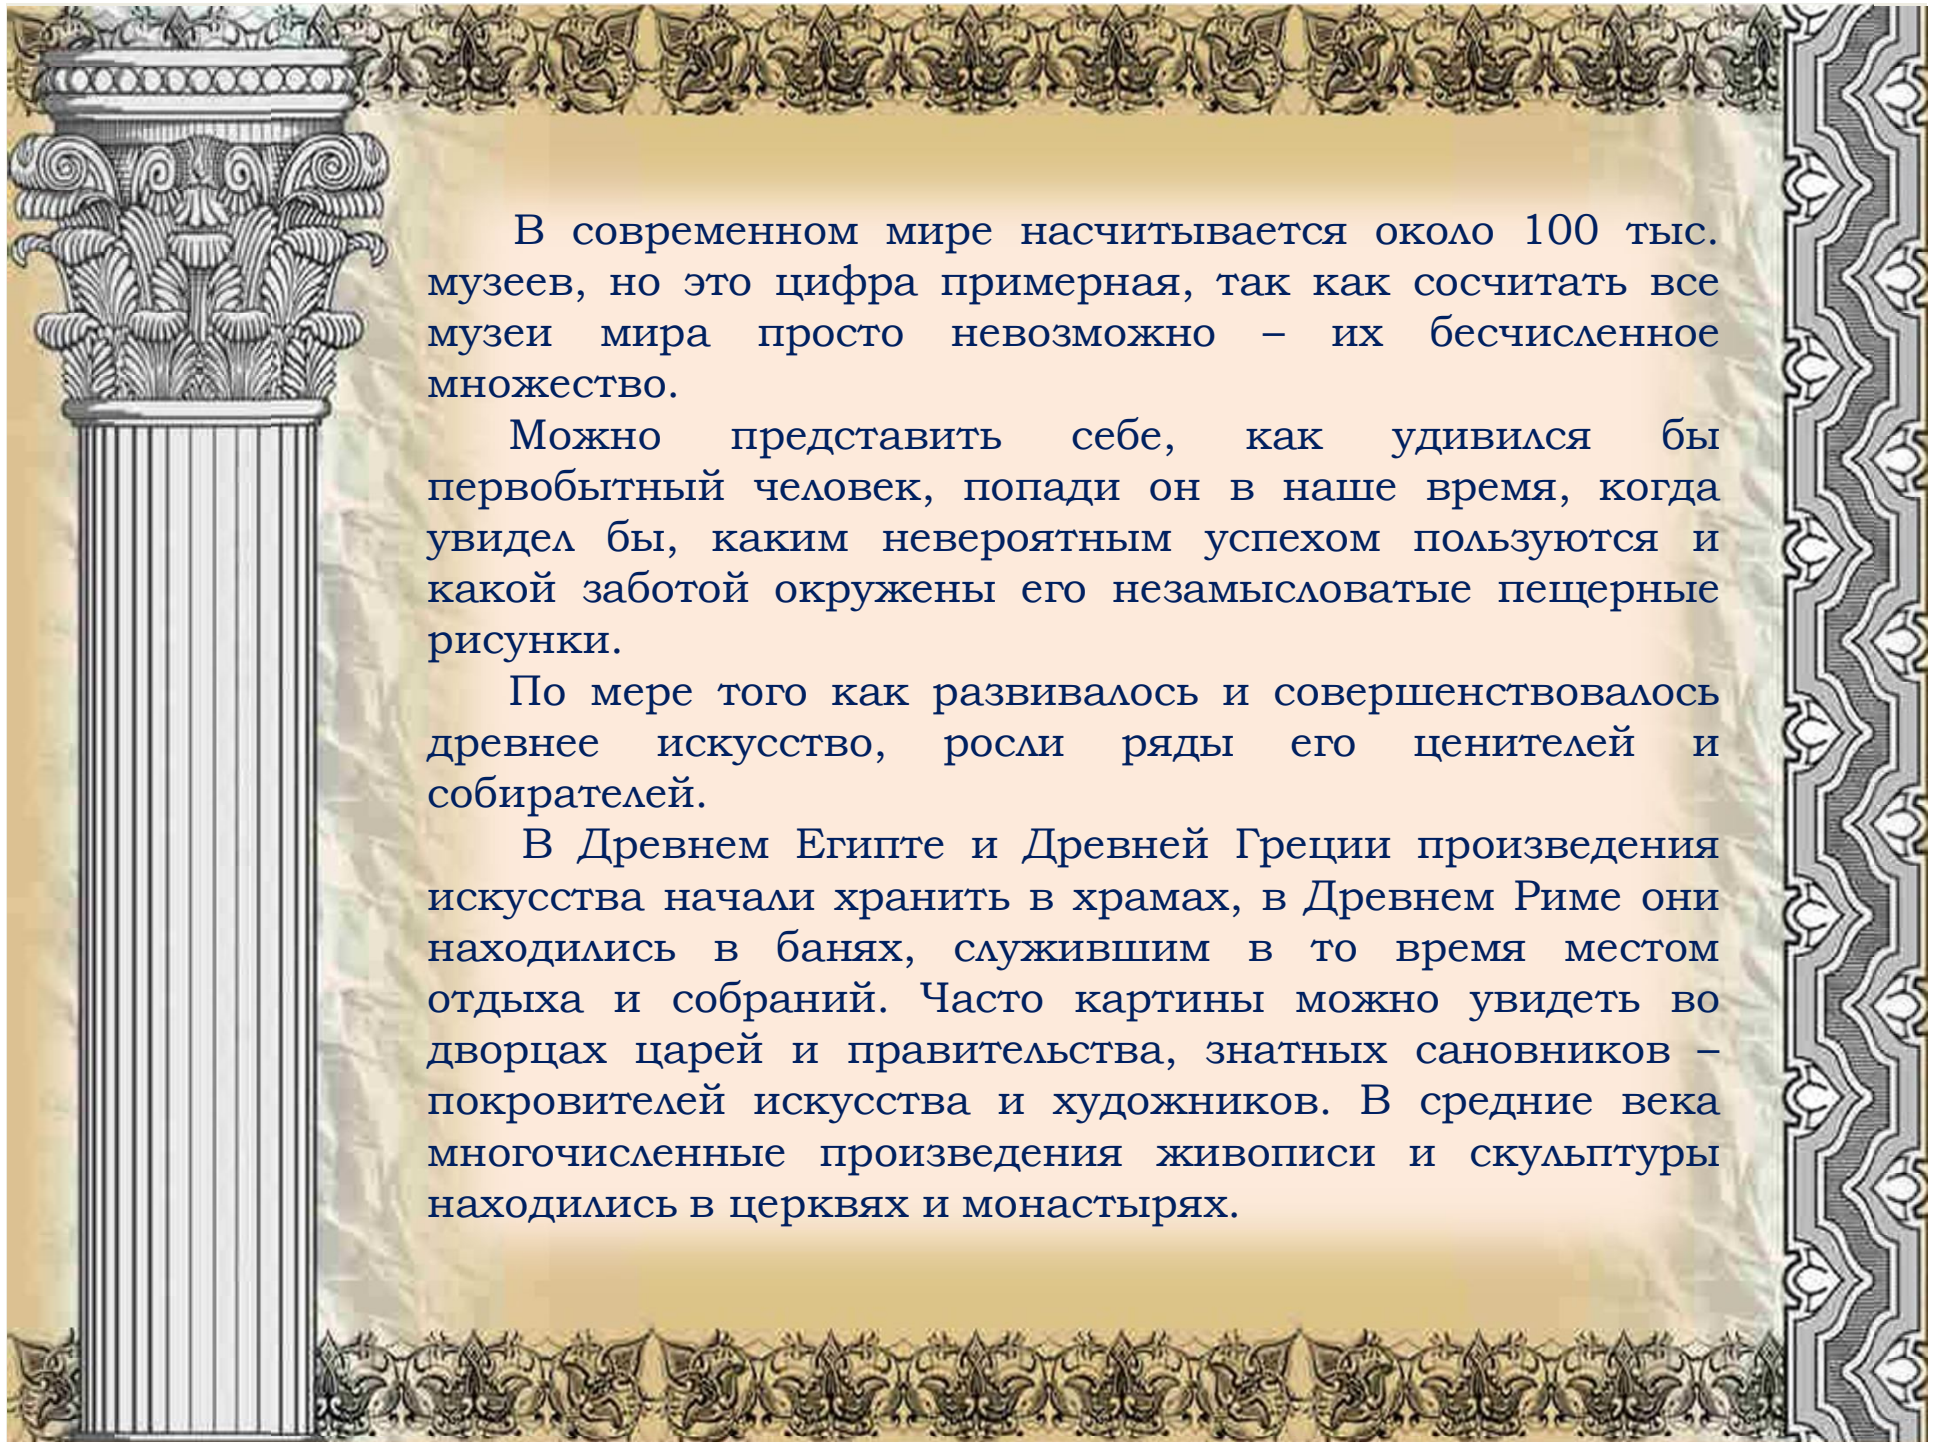 В современном мире насчитывается около 100 тыс.
музеев, но это цифра примерная, так как сосчитать все
музеи мира просто невозможно – их бесчисленное
множество.
Можно представить себе, как удивился бы
первобытный человек, попади он в наше время, когда
увидел бы, каким невероятным успехом пользуются и
какой заботой окружены его незамысловатые пещерные
рисунки.
По мере того как развивалось и совершенствовалось
древнее искусство, росли ряды его ценителей и
собирателей.
В Древнем Египте и Древней Греции произведения
искусства начали хранить в храмах, в Древнем Риме они
находились в банях, служившим в то время местом
отдыха и собраний. Часто картины можно увидеть во
дворцах царей и правительства, знатных сановников –
покровителей искусства и художников. В средние века
многочисленные произведения живописи и скульптуры
находились в церквях и монастырях.